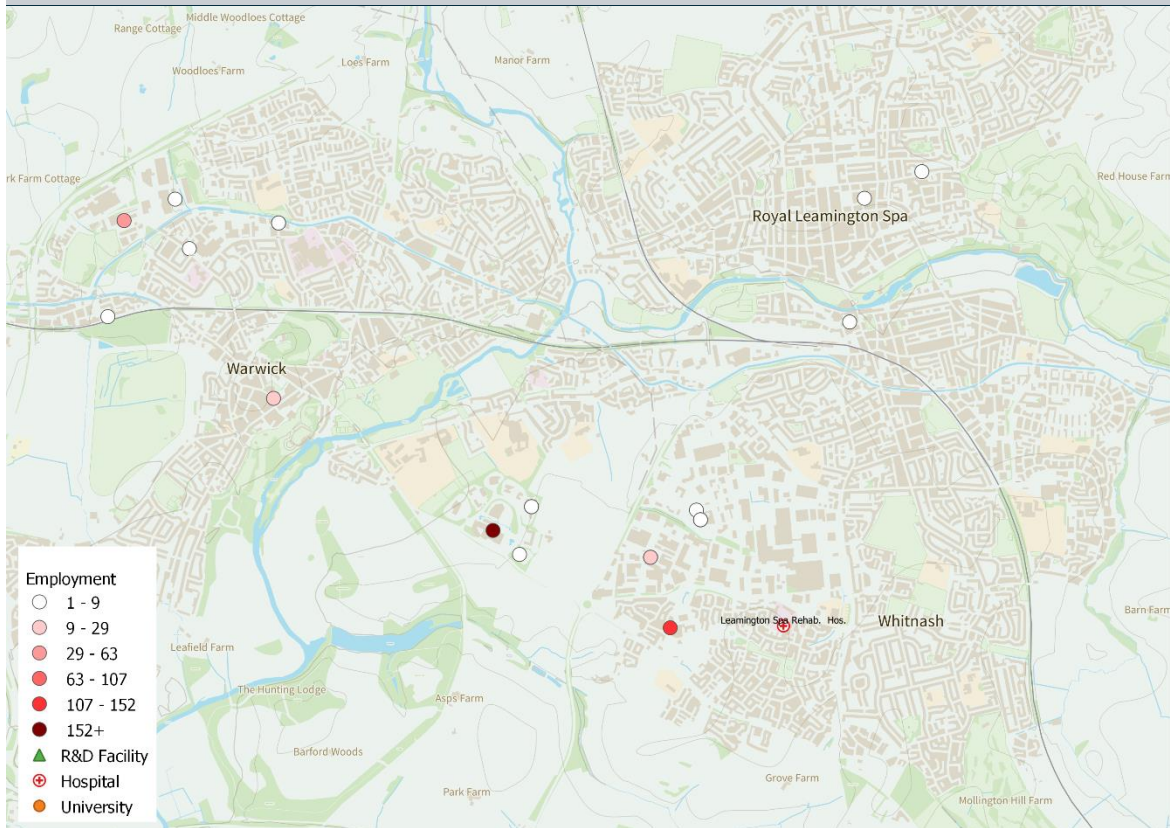 Middle Woodloes Cottage
Range Cottage
Loes Farm
Manor Farm
Woodloes Farm
rk Farm Cottage
Red House Farm
Royal Leamington Spa
Warwick
Leamington Spa Rehab. Hos.
Whitnash
Barn Farm
Leafield Farm
The Hunting Lodge
Asps Farm
Barford Woods
Park Farm
Grove Farm
Mollington Hill Farm
Employment
1 - 9
9 - 29
29 - 63
63 - 107
107 - 152
152+
R&D Facility
Hospital
University